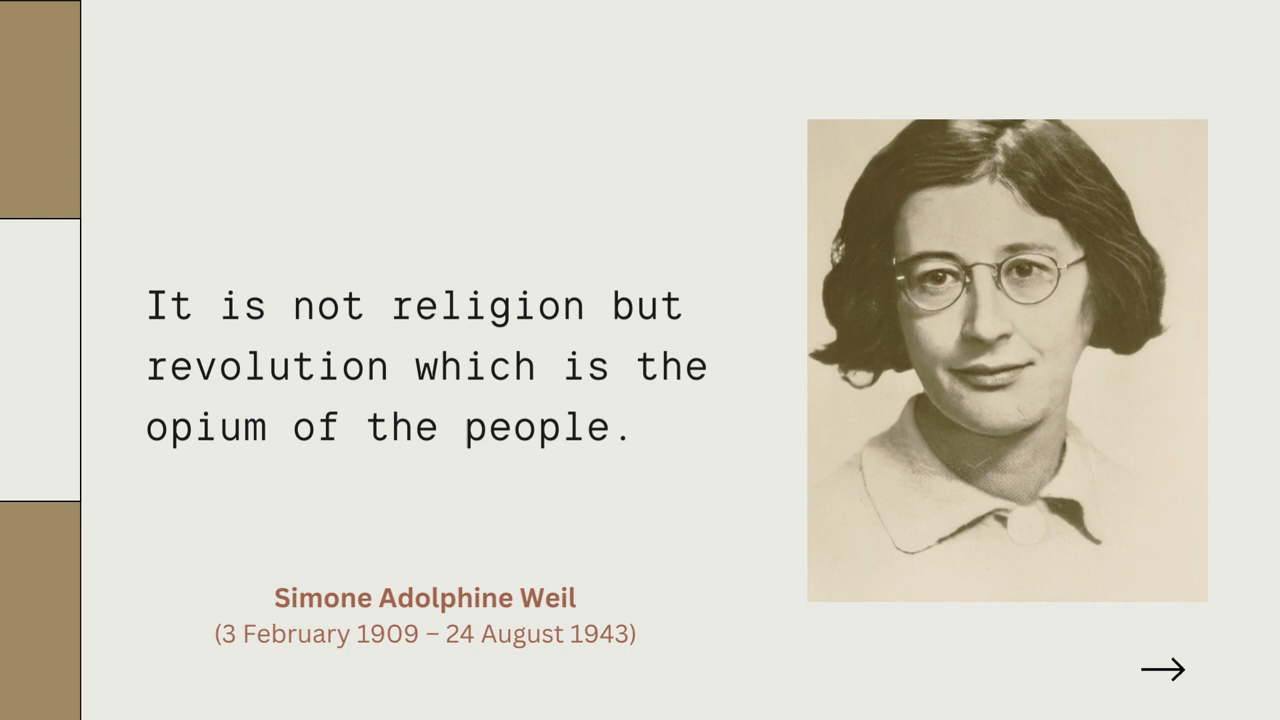 It is not religion but
revolution which is the
opium of the people.
Simone Adolphine Weil
(3 February 1909 – 24 August 1943)